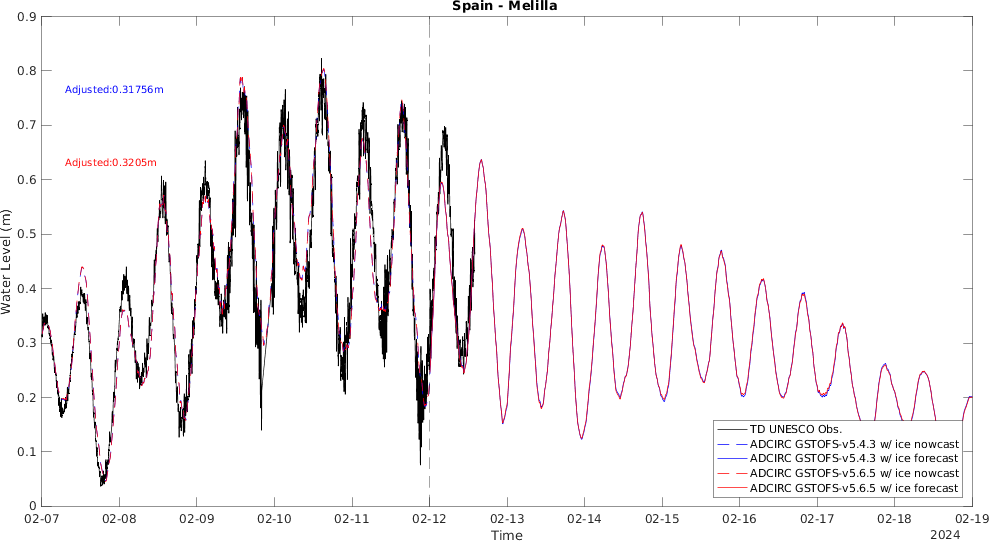 Spain - Melilla
0.9
0.8
0.7
0.6
0.5
0.4
0.3
0.2
0.1
0
Water Level (m)
Adjusted:0.31756m
Adjusted:0.3205m
TD UNESCO Obs.
ADCIRC GSTOFS-v5.4.3 w/ ice nowcast
ADCIRC GSTOFS-v5.4.3 w/ ice forecast
ADCIRC GSTOFS-v5.6.5 w/ ice nowcast
ADCIRC GSTOFS-v5.6.5 w/ ice forecast
02-07 02-08 02-09 02-10 02-11 02-12 02-13 02-14 02-15 02-16 02-17 02-18 02-19
Time
2024